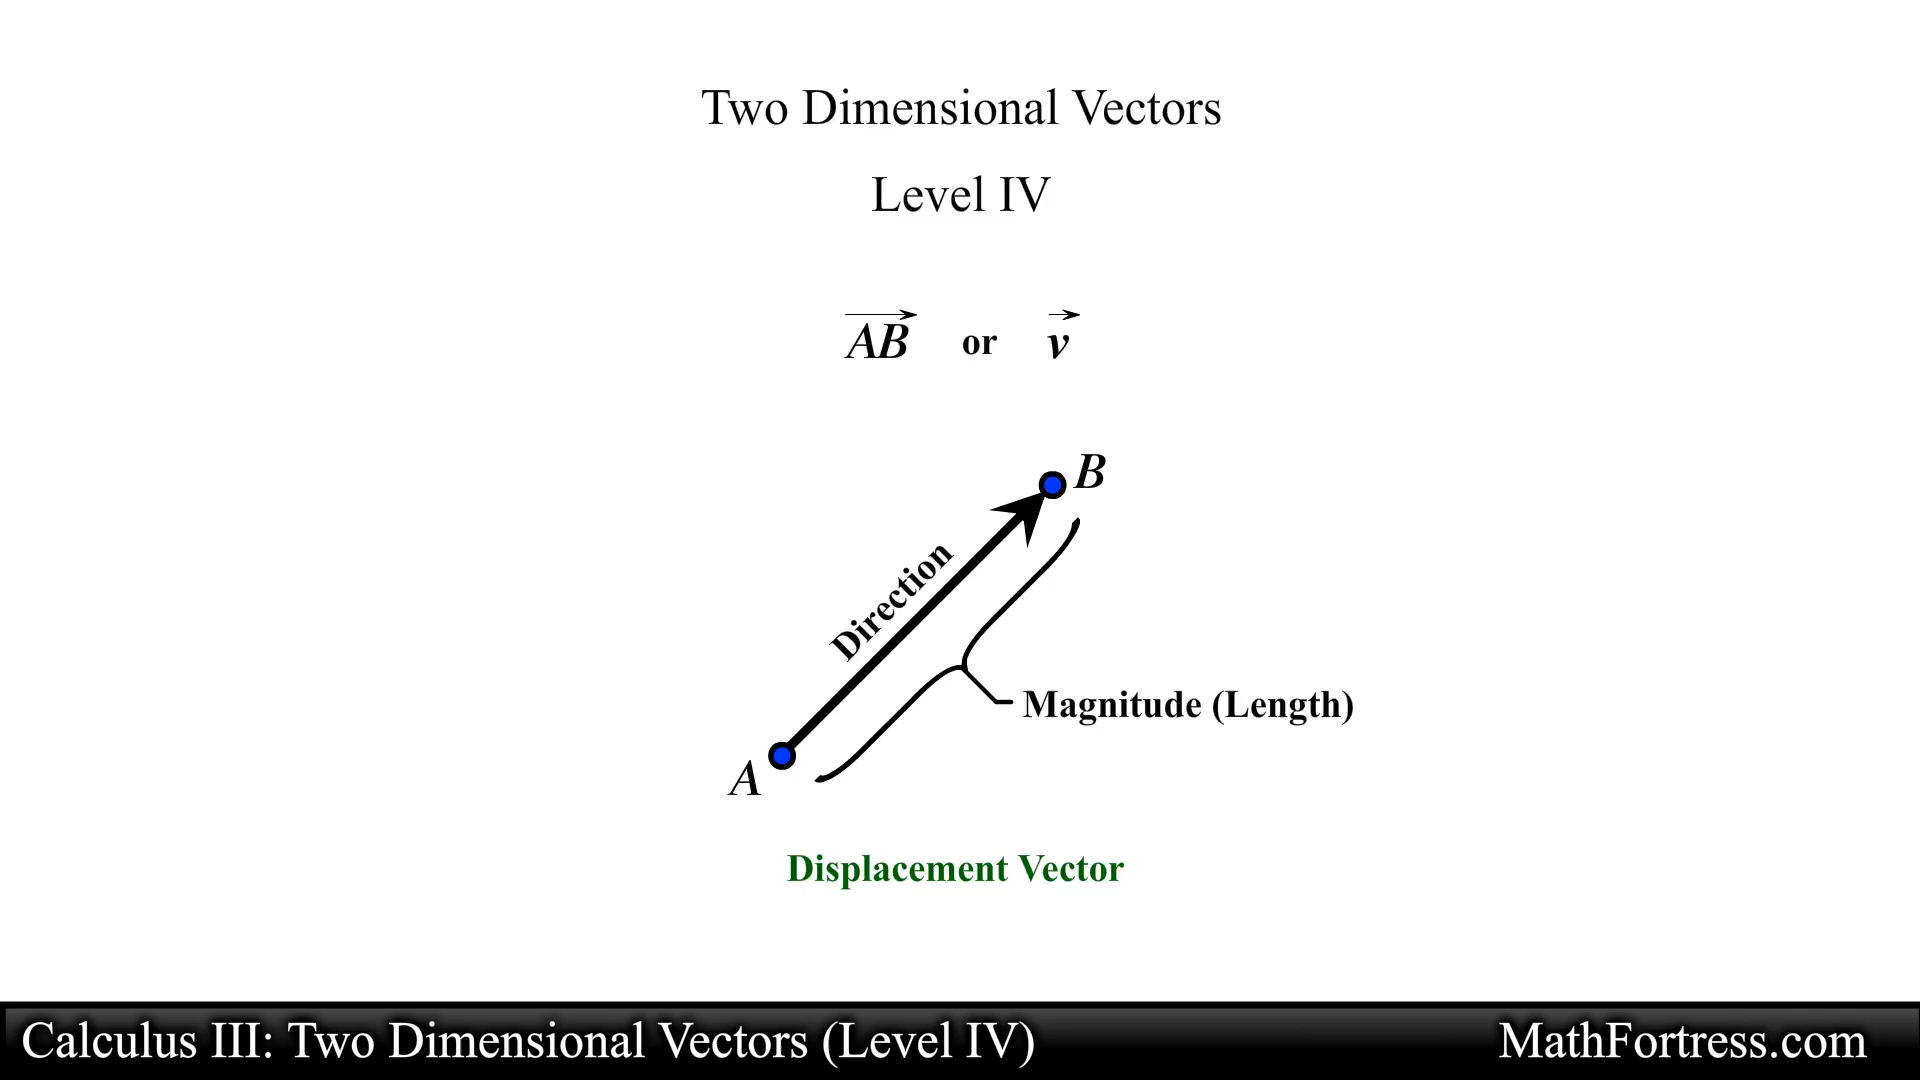 Two Dimensional Vectors
Level IV
AB or v
B
Direction
Magnitude (Length)
A
Displacement Vector
Calculus III: Two Dimensional Vectors (Level IV)
MathFortress.com